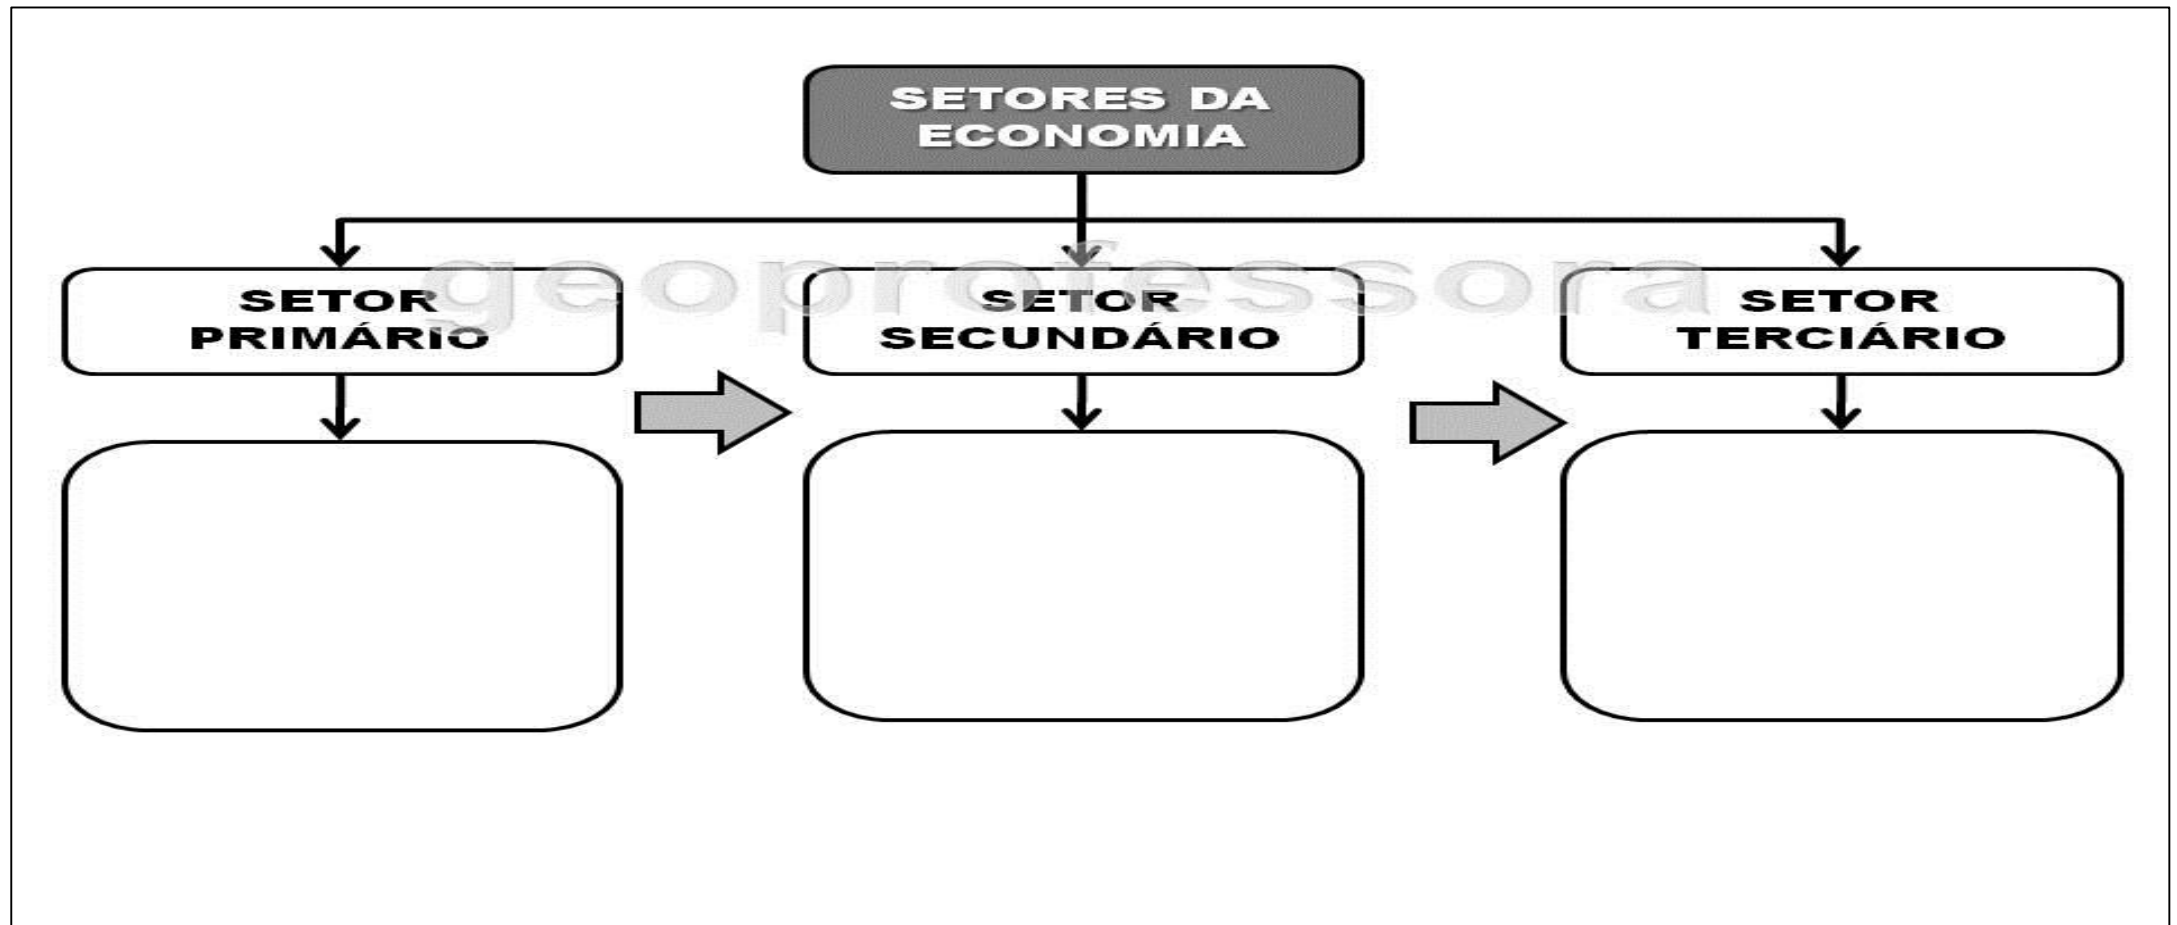 SETORES DA
ECONOMIA
geoprofessora
SETOR
PRIMÁRIO
SETOR
SECUNDÁRIO
SETOR
TERCIÁRIO